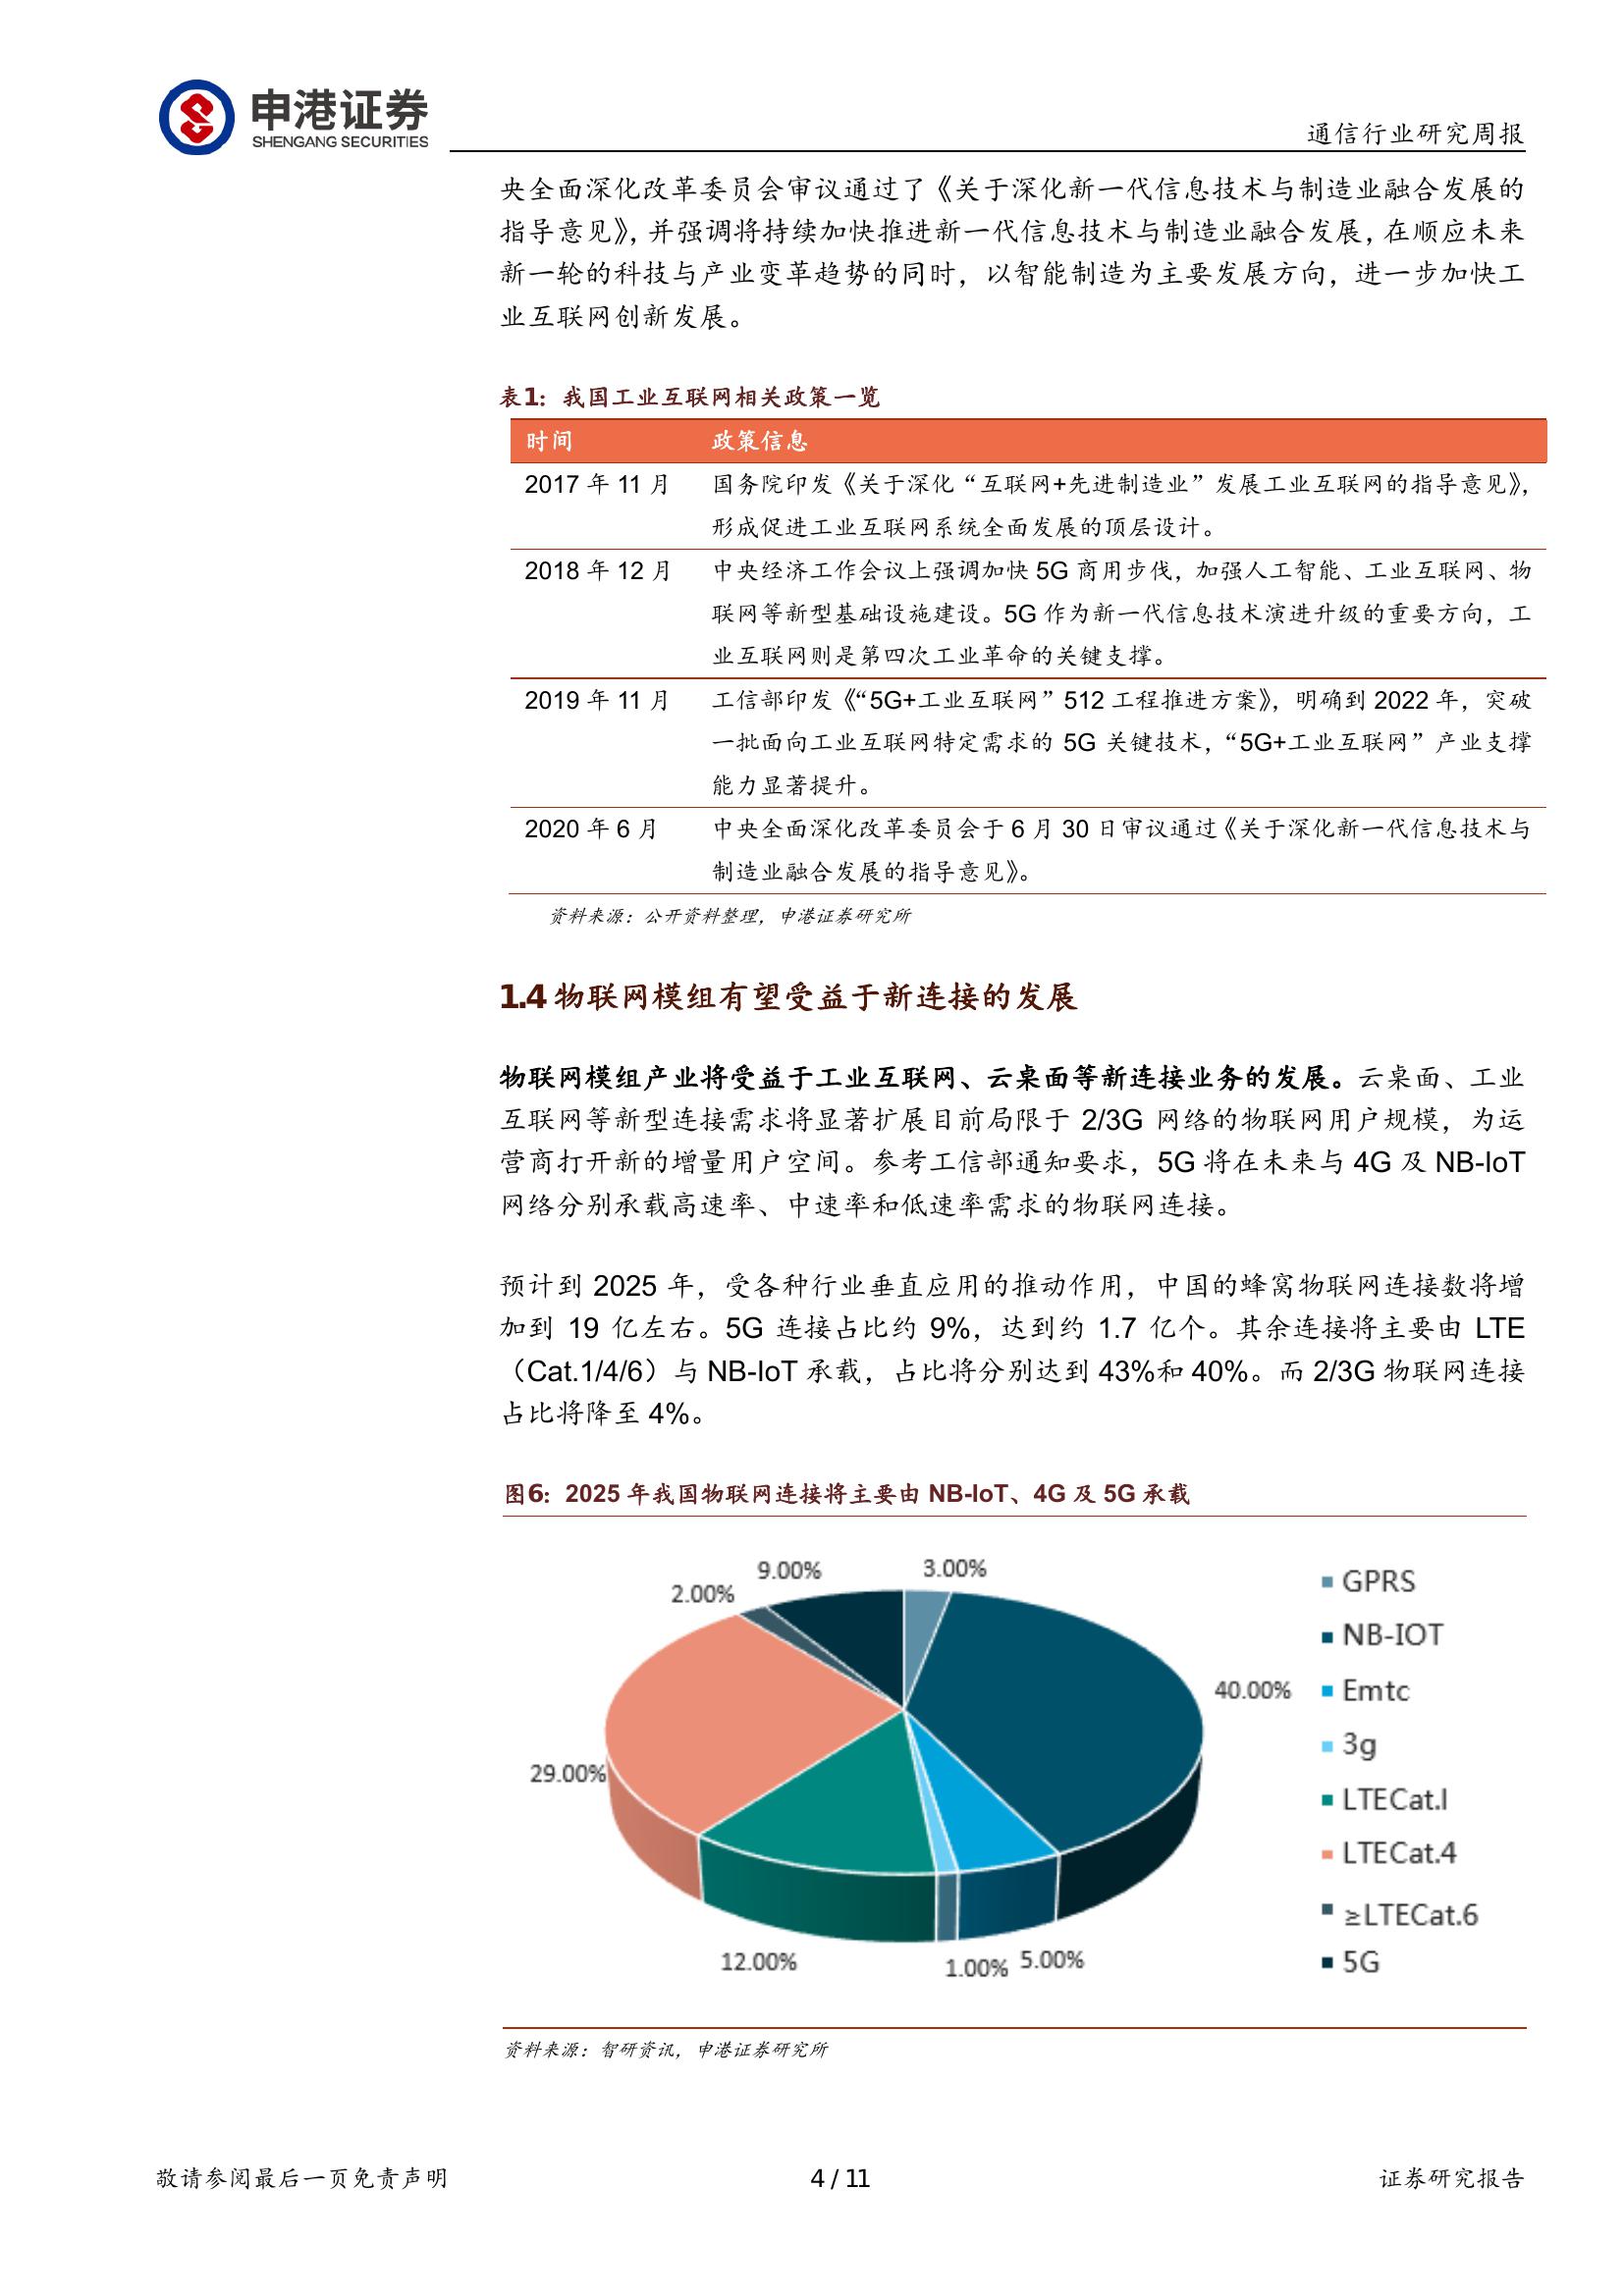 申港证券
SHENGANG SECURITIES
通信行业研究周报
央全面深化改革委员会审议通过了《关于深化新一代信息技术与制造业融合发展的
指导意见》，并强调将持续加快推进新一代信息技术与制造业融合发展，在顺应未来
新一轮的科技与产业变革趋势的同时，以智能制造为主要发展方向，进一步加快工
业互联网创新发展。
表1：我国工业互联网相关政策一览
时间 政策信息
2017 年 11 月 国务院印发《关于深化“互联网+先进制造业”发展工业互联网的指导意见》，
形成促进工业互联网系统全面发展的顶层设计。
2018 年 12 月 中央经济工作会议上强调加快 5G 商用步伐，加强人工智能、工业互联网、物
联网等新型基础设施建设。5G 作为新一代信息技术演进升级的重要方向，工
业互联网则是第四次工业革命的关键支撑。
2019 年 11 月 工信部印发《“5G+工业互联网”512 工程推进方案》，明确到 2022 年，突破
一批面向工业互联网特定需求的 5G 关键技术，“5G+工业互联网”产业支撑
能力显著提升。
2020 年 6 月 中央全面深化改革委员会于 6 月 30 日审议通过《关于深化新一代信息技术与
制造业融合发展的指导意见》。
资料来源：公开资料整理，申港证券研究所
1.4 物联网模组有望受益于新连接的发展
物联网模组产业将受益于工业互联网、云桌面等新连接业务的发展。云桌面、工业
互联网等新型连接需求将显著扩展目前局限于 2/3G 网络的物联网用户规模，为运
营商打开新的增量用户空间。参考工信部通知要求，5G 将在未来与 4G 及 NB-IoT
网络分别承载高速率、中速率和低速率需求的物联网连接。
预计到 2025 年，受各种行业垂直应用的推动作用，中国的蜂窝物联网连接数将增
加到 19 亿左右。5G 连接占比约 9%，达到约 1.7 亿个。其余连接将主要由 LTE
（Cat.1/4/6）与 NB-IoT 承载，占比将分别达到 43%和 40%。而 2/3G 物联网连接
占比将降至 4%。
图6：2025 年我国物联网连接将主要由 NB-IoT、4G 及 5G 承载
3.00%
9.00%
2.00%
40.00%
29.00%
12.00%
1.00%
5.00%
GPRS
NB-IOT
Emtc
3g
LTECat.l
LTECat.4
≥LTECat.6
5G
资料来源：智研资讯，申港证券研究所
敬请参阅最后一页免责声明
4 / 11
证券研究报告